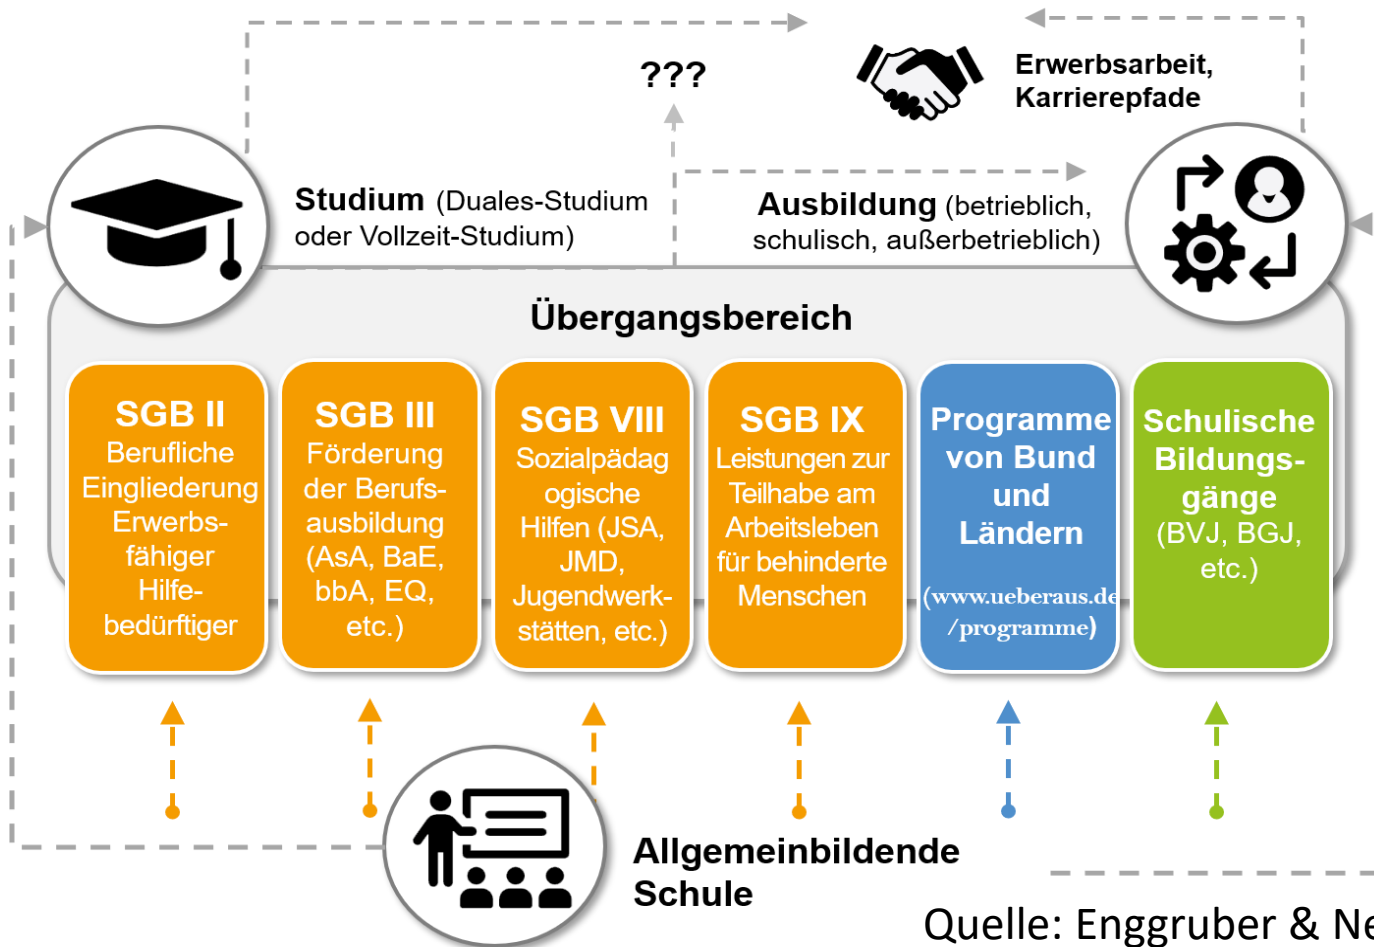 ???
Erwerbsarbeit,
Karrierepfade
Studium (Duales-Studium
oder Vollzeit-Studium)
Ausbildung (betrieblich,
schulisch, außerbetrieblich)
Übergangsbereich
SGB II
Berufliche
Eingliederung
Erwerbs-
fähiger
Hilfe-
bedürftiger
SGB III
Förderung
der Berufs-
ausbildung
(AsA, BaE,
bbA, EQ,
etc.)
SGB VIII
Sozialpädag
ogische
Hilfen (JSA,
JMD,
Jugendwerk-
stätten, etc.)
SGB IX
Leistungen zur
Teilhabe am
Arbeitsleben
für behinderte
Menschen
Programme
von Bund
und
Ländern
(www.ueberaus.de
/programme)
Schulische
Bildungs-
gänge
(BVJ, BGJ,
etc.)
Allgemeinbildende
Schule
Quelle: Enggruber &